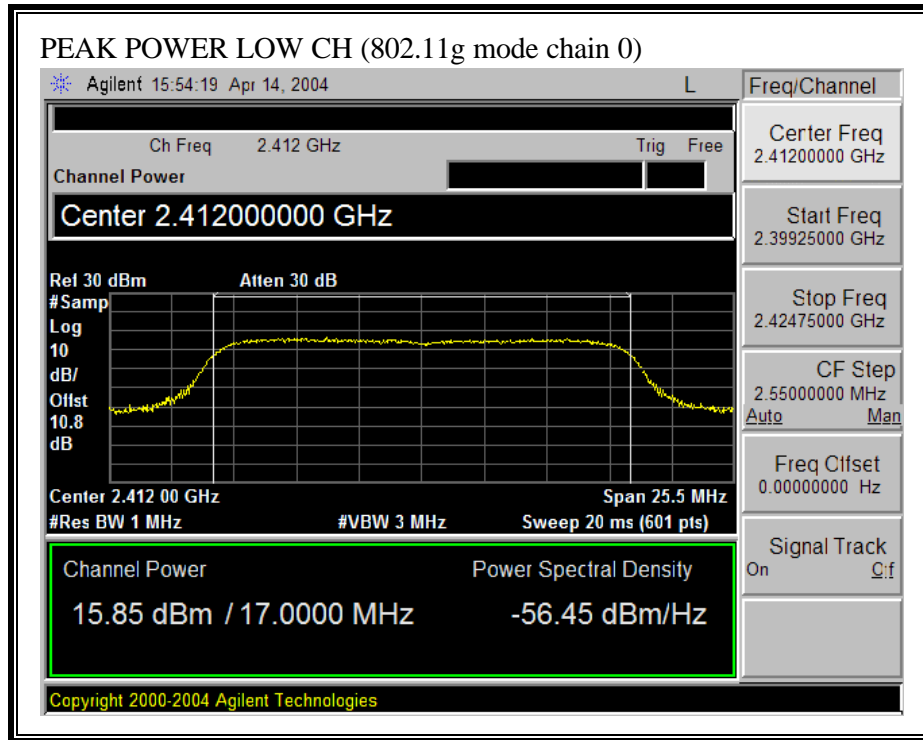 PEAK POWER LOW CH (802.11g mode chain 0)
Agilent 15:54:19 Apr 14, 2004 L Freq/Channel
Ch Freq 2.412 GHz Trig Free
Channel Power
Center 2.412000000 GHz
Ref 30 dBm Atten 30 dB
#Samp
Log
10
dB/
Offst
10.8
dB
Center 2.412 00 GHz Span 25.5 MHz
#Res BW 1 MHz #VBW 3 MHz Sweep 20 ms (601 pts)
Channel Power Power Spectral Density
15.85 dBm / 17.0000 MHz -56.45 dBm/Hz
Copyright 2000-2004 Agilent Technologies
Center Freq
2.41200000 GHz
Start Freq
2.39925000 GHz
Stop Freq
2.42475000 GHz
CF Step
2.55000000 MHz
Auto Man
Freq Offset
0.00000000 Hz
Signal Track
On Off